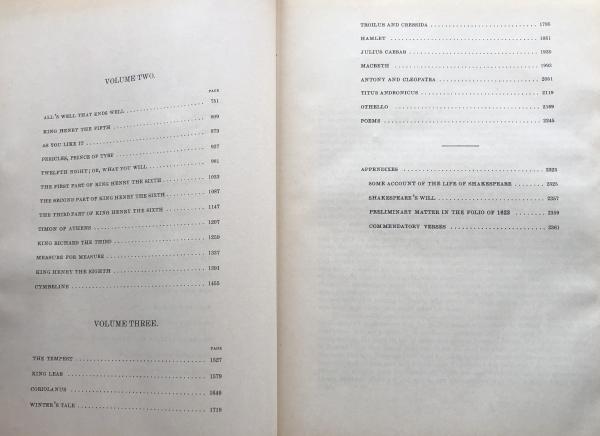 VOLUME TWO.
PAGE
ALL'S WELL THAT ENDS WELL 751
KING HENRY THE FIFTH 809
AS YOU LIKE IT 873
PERICLES, PRINCE OF TYRE 927
TWELFTH NIGHT; OR, WHAT YOU WILL 981
THE FIRST PART OF KING HENRY THE SIXTH 1033
THE SECOND PART OF KING HENRY THE SIXTH 1087
THE THIRD PART OF KING HENRY THE SIXTH 1147
TIMON OF ATHENS 1207
KING RICHARD THE THIRD 1259
MEASURE FOR MEASURE 1337
KING HENRY THE EIGHTH 1391
CYMBELINE 1455
VOLUME THREE.
PAGE
THE TEMPEST 1527
KING LEAR 1579
CORIOLANUS 1649
WINTER'S TALE 1719
TROILUS AND CRESSIDA 1785
HAMLET 1851
JULIUS CAESAR 1939
MACBETH 1993
ANTONY AND CLEOPATRA 2051
TITUS ANDRONICUS 2119
OTHELLO 2169
POEMS 2245
APPENDIXES 2323
SOME ACCOUNT OF THE LIFE OF SHAKESPEARE 2325
SHAKESPEARE'S WILL 2357
PRELIMINARY MATTER IN THE FOLIO OF 1623 2359
COMMENDATORY VERSES 2361